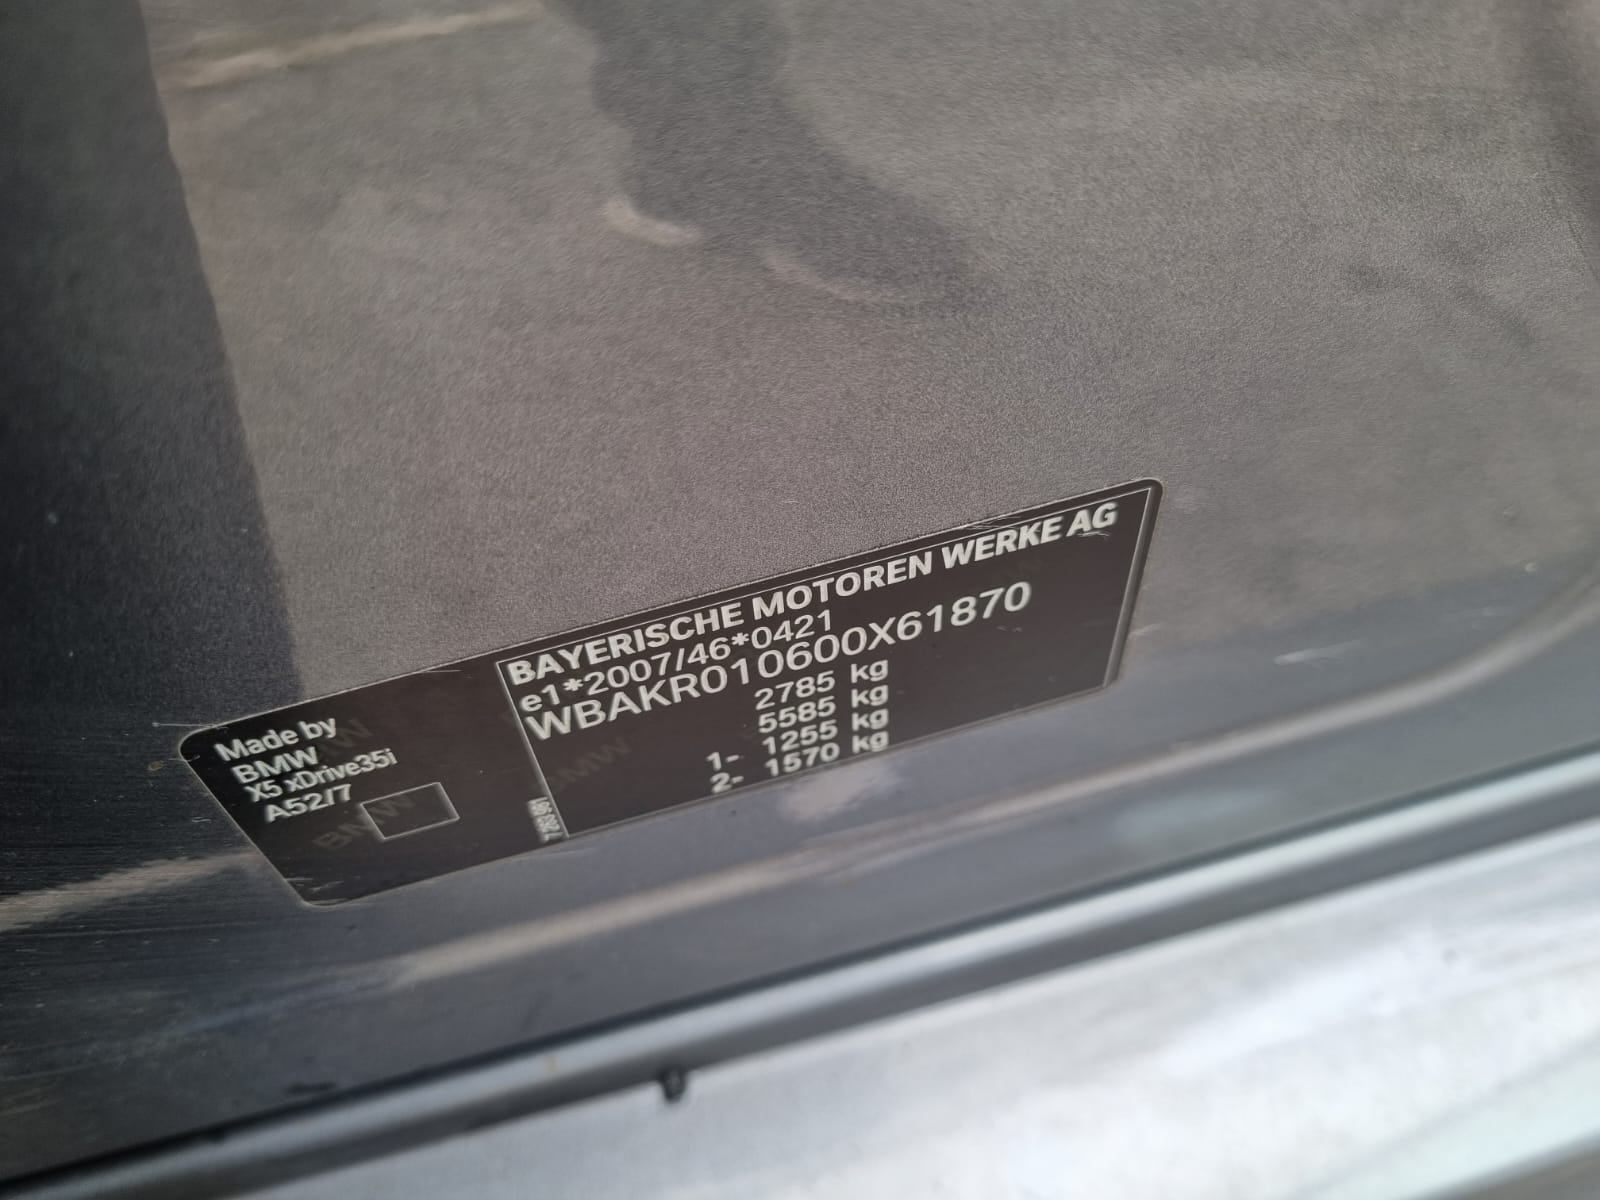 BAYERISCHE MOTOREN WERKE AG
e1*2007/46*0421
WBAKR010600X61870
2785 kg
5585 kg
1- 1255 kg
2- 1570 kg
Made by
BMW
X5 xDrive35i
A52/7